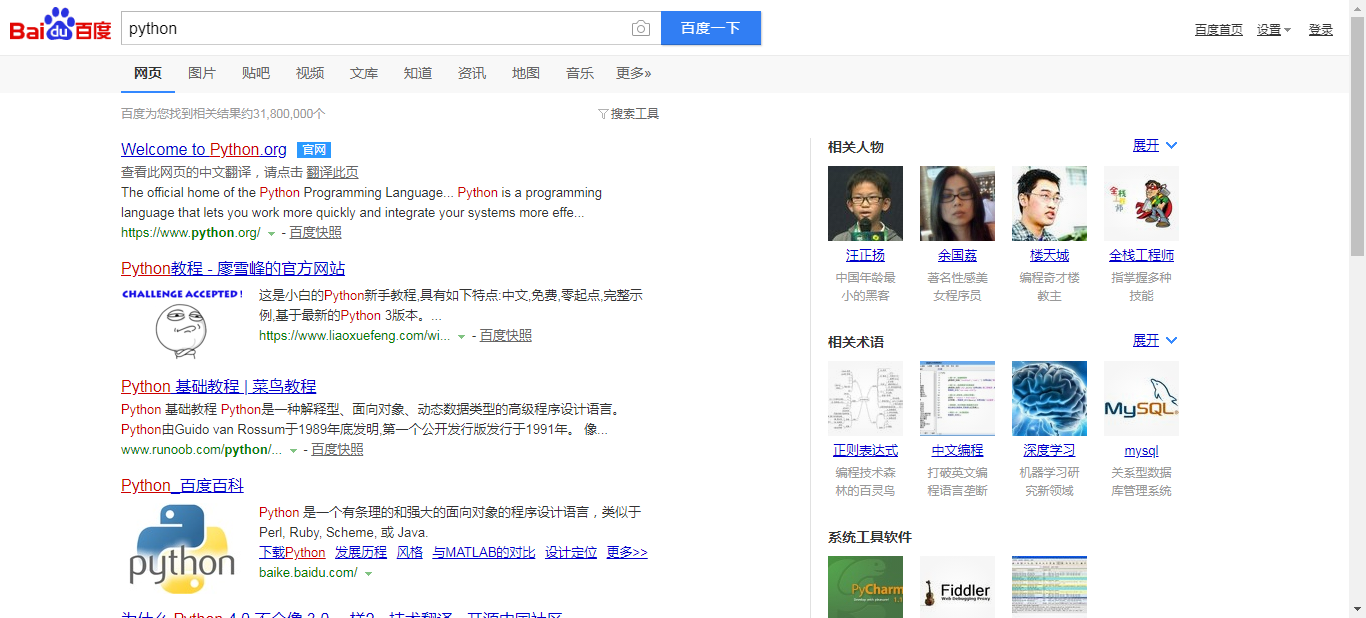 Bai du 百度
python
百度一下
百度首页 设置 登录
网页 图片 贴吧 视频 文库 知道 资讯 地图 音乐 更多»
百度为您找到相关结果约31,800,000个
搜索工具
Welcome to Python.org 官网
查看此网页的中文翻译，请点击 翻译此页
The official home of the Python Programming Language... Python is a programming
language that lets you work more quickly and integrate your systems more effe...
https://www.python.org/ - 百度快照
Python教程 - 廖雪峰的官方网站
CHALLENGE ACCEPTED!
这是小白的Python新手教程,具有如下特点:中文,免费,零起点,完整示
例,基于最新的Python 3版本。...
https://www.liaoxuefeng.com/wi... - 百度快照
Python 基础教程 | 菜鸟教程
Python 基础教程 Python是一种解释型、面向对象、动态数据类型的高级程序设计语言。
Python由Guido van Rossum于1989年底发明,第一个公开发行版发行于1991年。 像...
www.runoob.com/python/... - 百度快照
Python_百度百科
python
Python 是一个有条理的和强大的面向对象的程序设计语言，类似于
Perl, Ruby, Scheme, 或 Java.
下载Python 发展历程 风格 与MATLAB的对比 设计定位 更多>>
baike.baidu.com/
相关人物 展开
全栈
工程
师
汪正扬 余国荔 楼天城 全栈工程师
中国年龄最 著名性感美 编程奇才楼 指掌握多种
小的黑客 女程序员 教主 技能
相关术语 展开
MySQL
正则表达式 中文编程 深度学习 mysql
编程技术森 打破英文编 机器学习研 关系型数据
林的百灵鸟 程语言垄断 究新领域 库管理系统
系统工具软件
PyCharm
Fiddler
Web Debugging Proxy